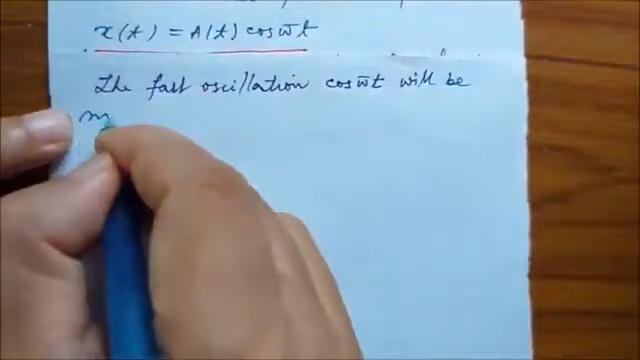 x(t) = A(t) cos ω̅t
The fast oscillation cos ω̅t will be
m